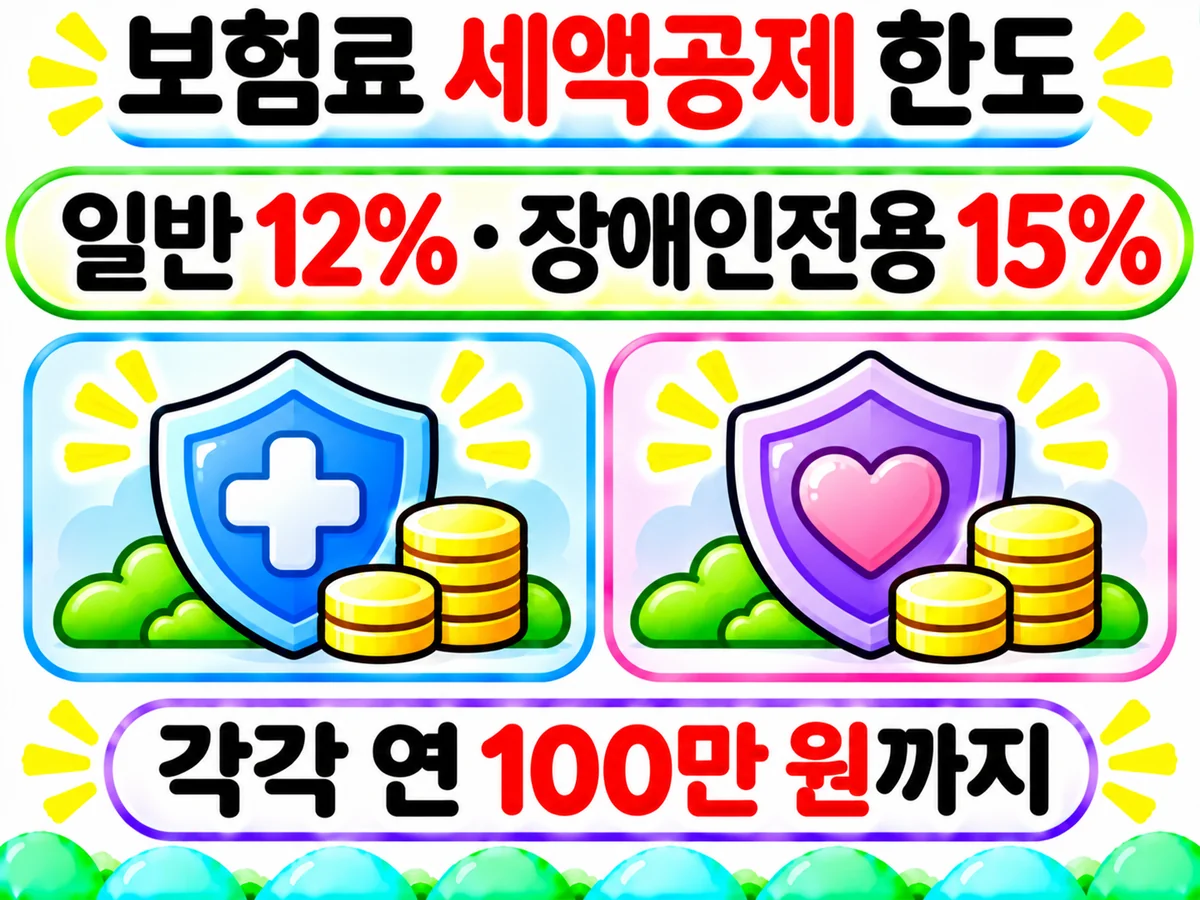 보험료 세액공제 한도
일반 12% · 장애인전용 15%
각각 연 100만 원까지